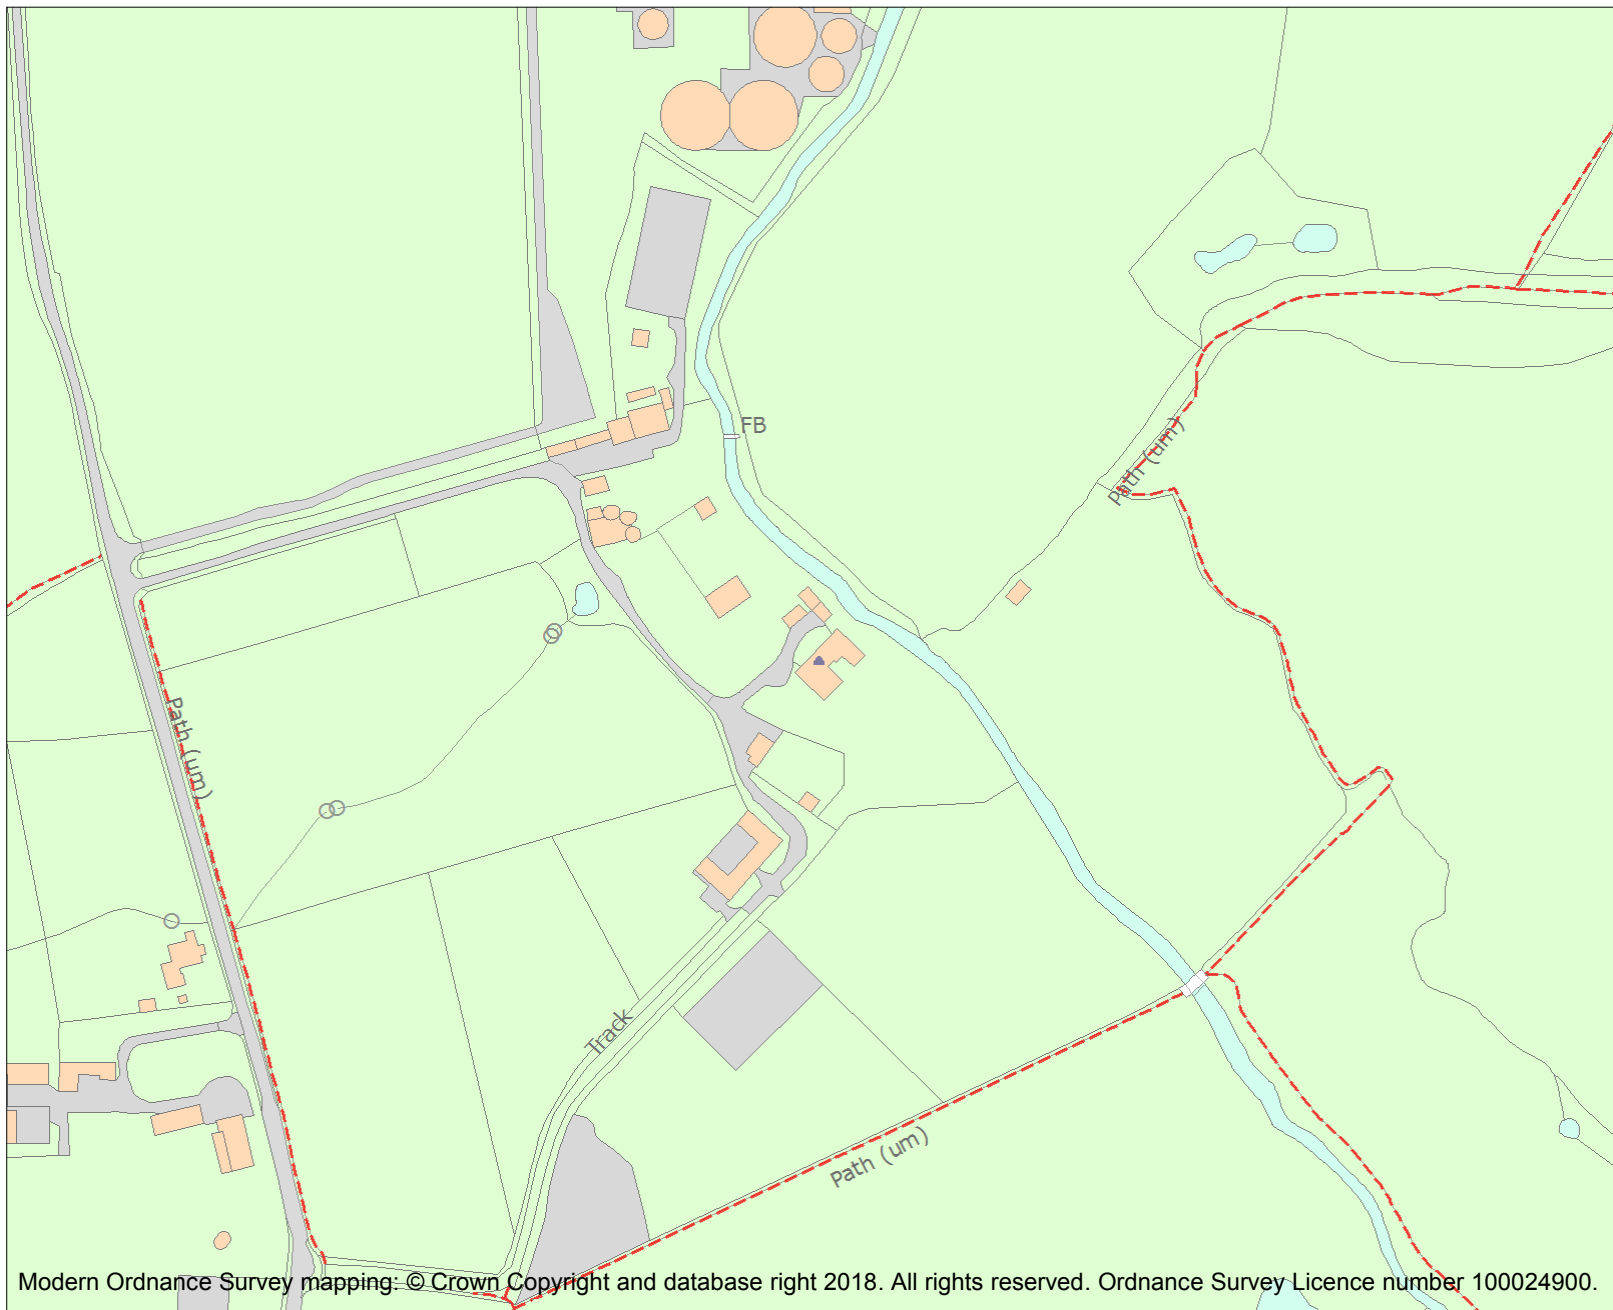 FB
Path (um)
Path (um)
Track
Path (um)
Modern Ordnance Survey mapping: © Crown Copyright and database right 2018. All rights reserved. Ordnance Survey Licence number 100024900.